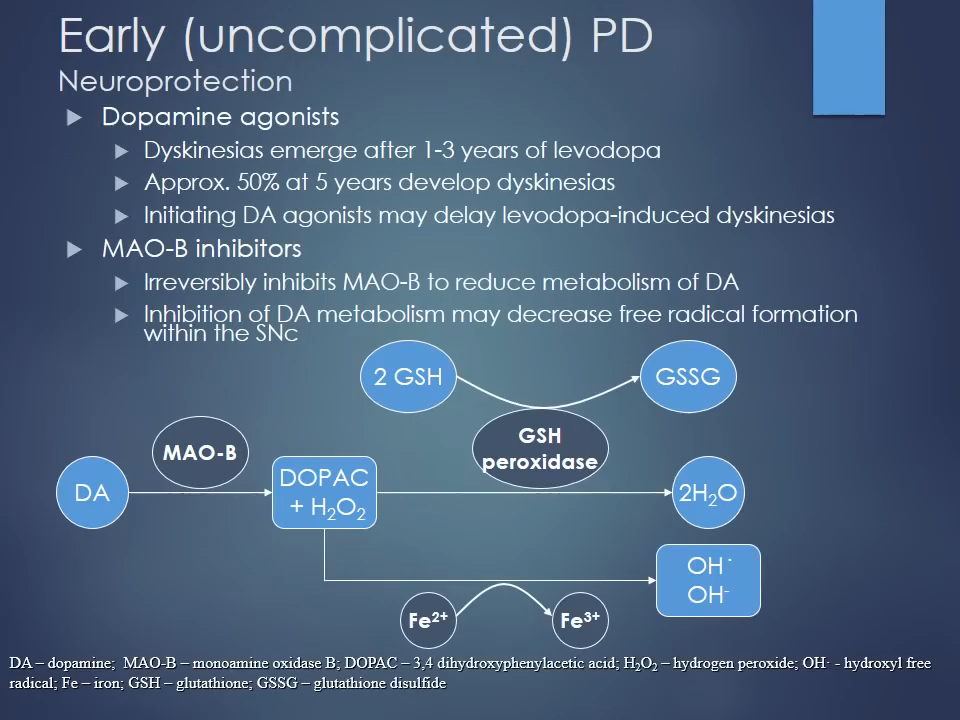 Early (uncomplicated) PD
Neuroprotection
Dopamine agonists
Dyskinesias emerge after 1-3 years of levodopa
Approx. 50% at 5 years develop dyskinesias
Initiating DA agonists may delay levodopa-induced dyskinesias
MAO-B inhibitors
Irreversibly inhibits MAO-B to reduce metabolism of DA
Inhibition of DA metabolism may decrease free radical formation
within the SNc
2 GSH
GSSG
GSH
peroxidase
MAO-B
DA
DOPAC
+ H₂O₂
2H₂O
OH˙
OH⁻
Fe²⁺
Fe³⁺
DA – dopamine; MAO-B – monoamine oxidase B; DOPAC – 3,4 dihydroxyphenylacetic acid; H₂O₂ – hydrogen peroxide; OH· - hydroxyl free
radical; Fe – iron; GSH – glutathione; GSSG – glutathione disulfide